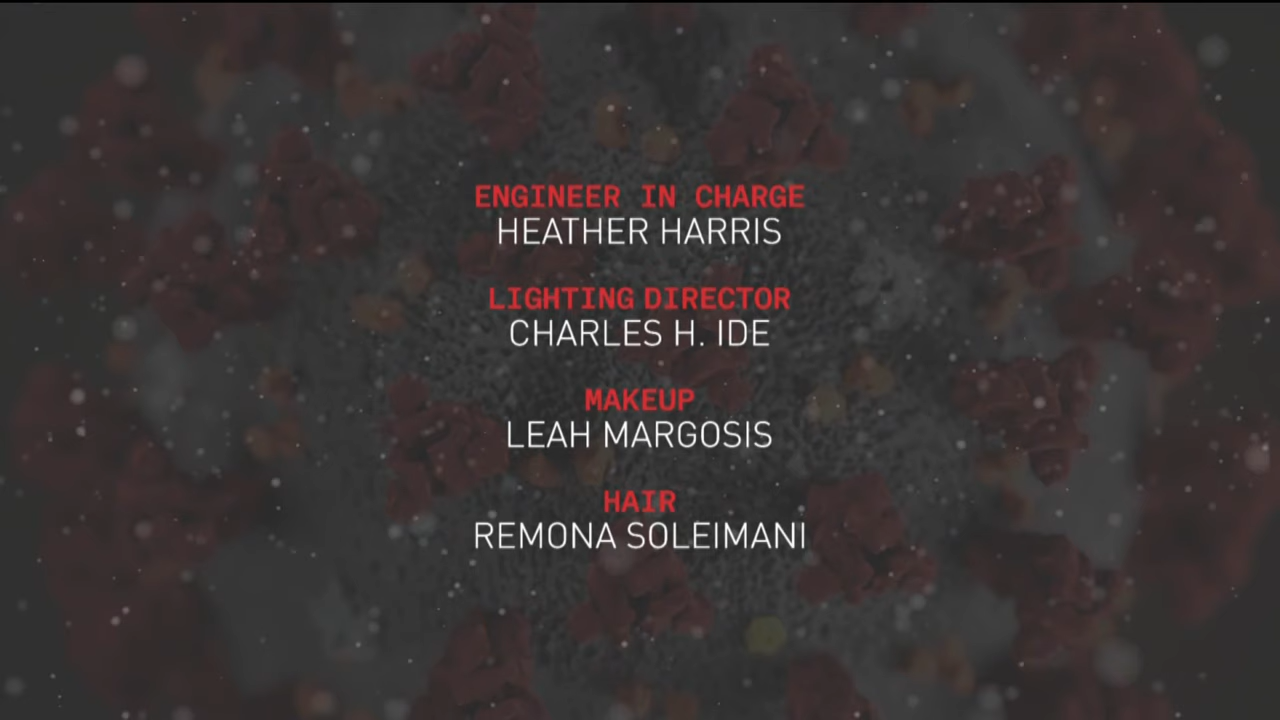 ENGINEER IN CHARGE
HEATHER HARRIS
LIGHTING DIRECTOR
CHARLES H. IDE
MAKEUP
LEAH MARGOSIS
HAIR
REMONA SOLEIMANI